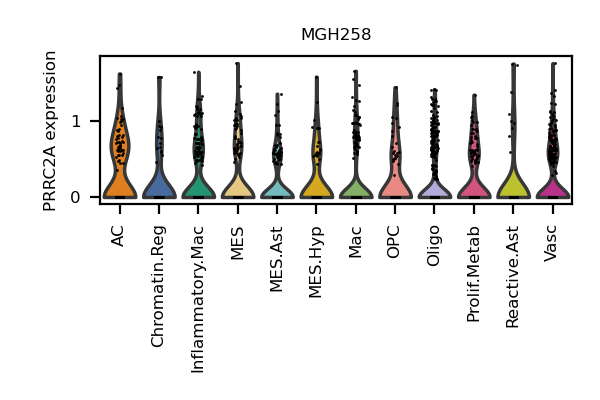 MGH258
PRRC2A expression
1
0
AC
Chromatin.Reg
Inflammatory.Mac
MES
MES.Ast
MES.Hyp
Mac
OPC
Oligo
Prolif.Metab
Reactive.Ast
Vasc